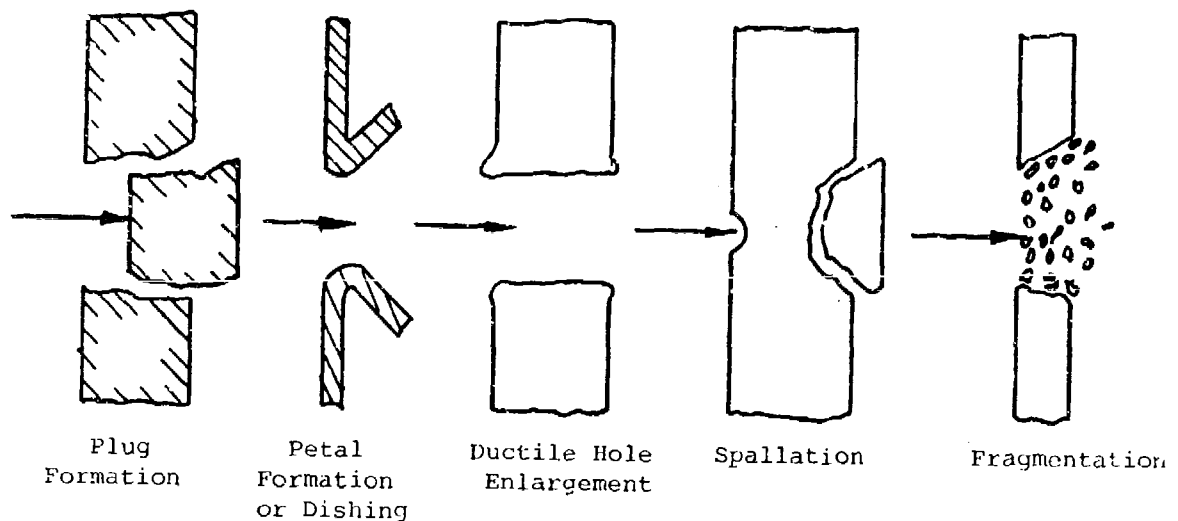 Plug
Formation
Petal
Formation
or Dishing
Ductile Hole
Enlargement
Spallation
Fragmentation